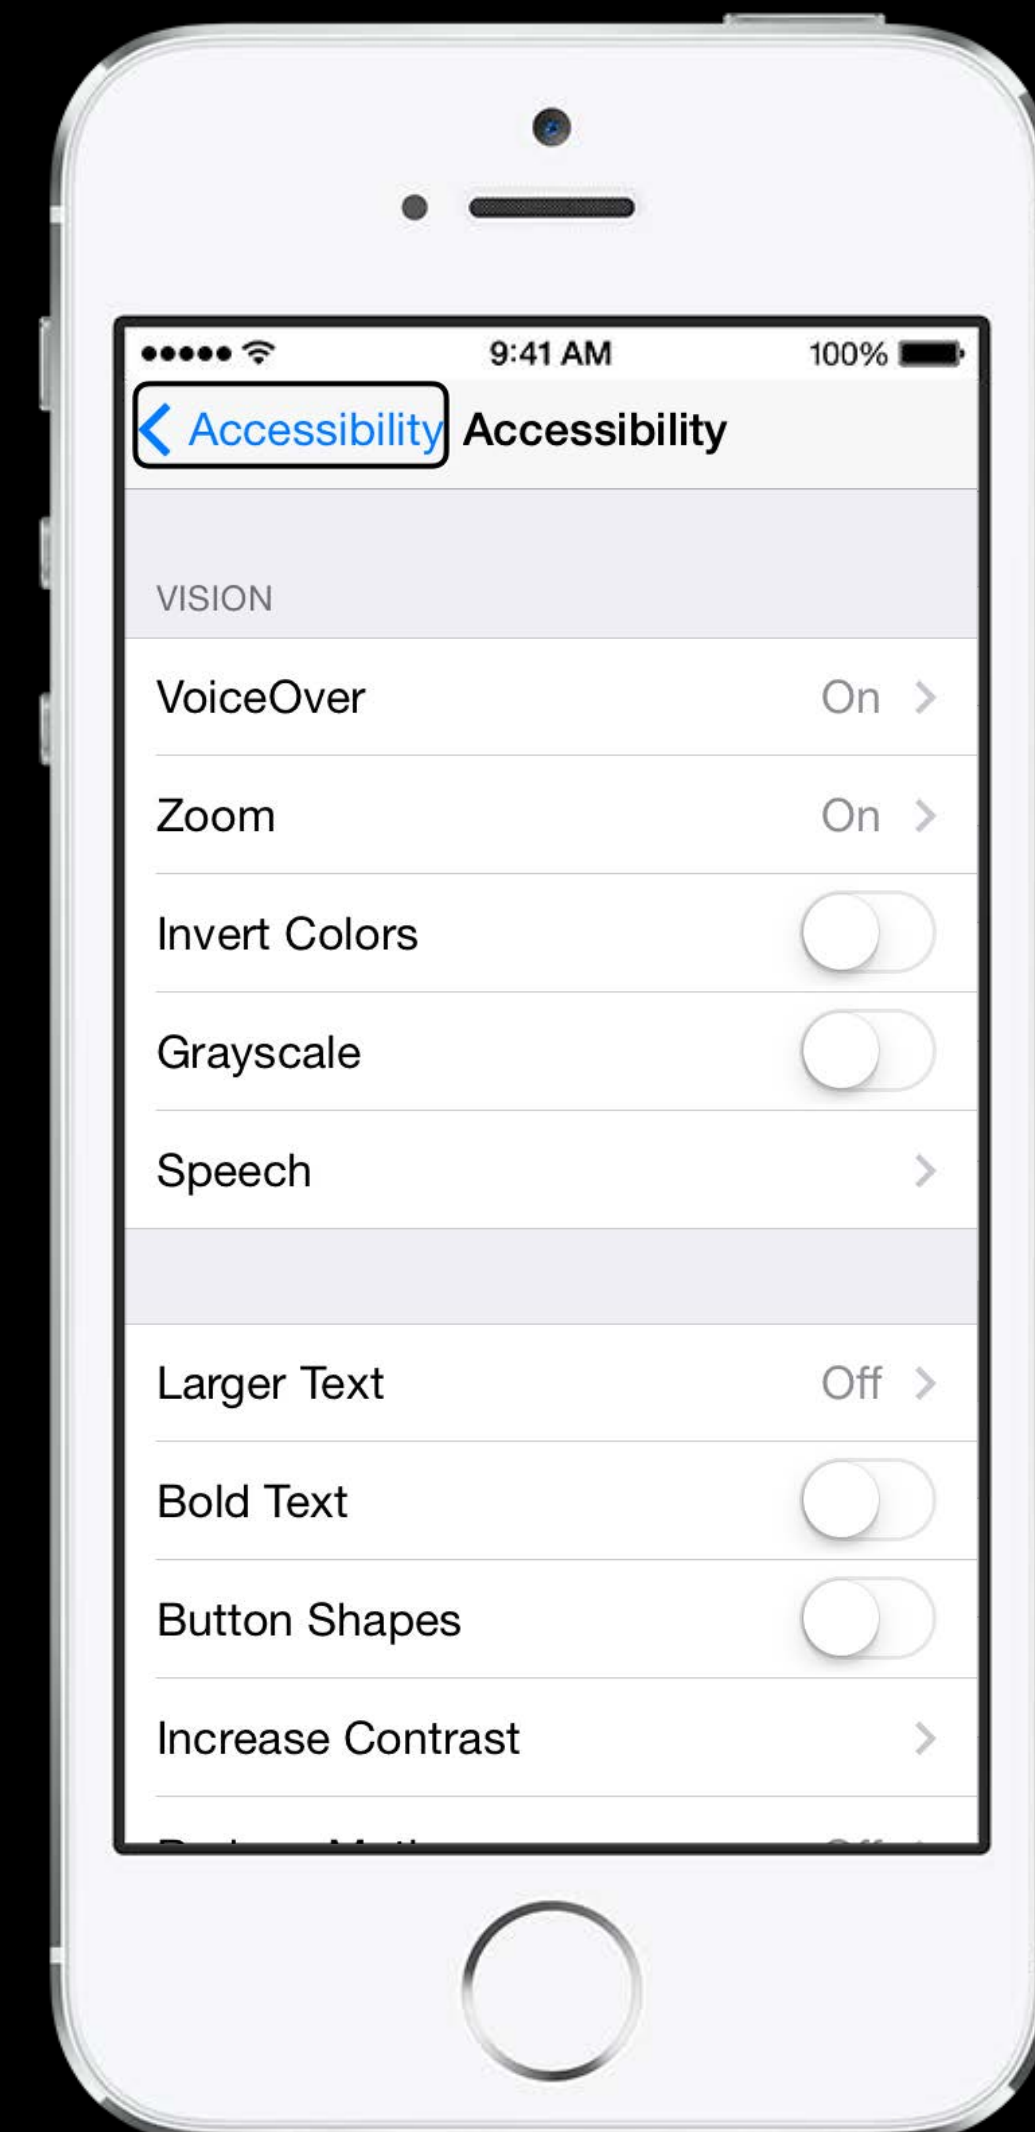 9:41 AM 100%
Accessibility Accessibility
VISION
VoiceOver On
Zoom On
Invert Colors
Grayscale
Speech
Larger Text Off
Bold Text
Button Shapes
Increase Contrast